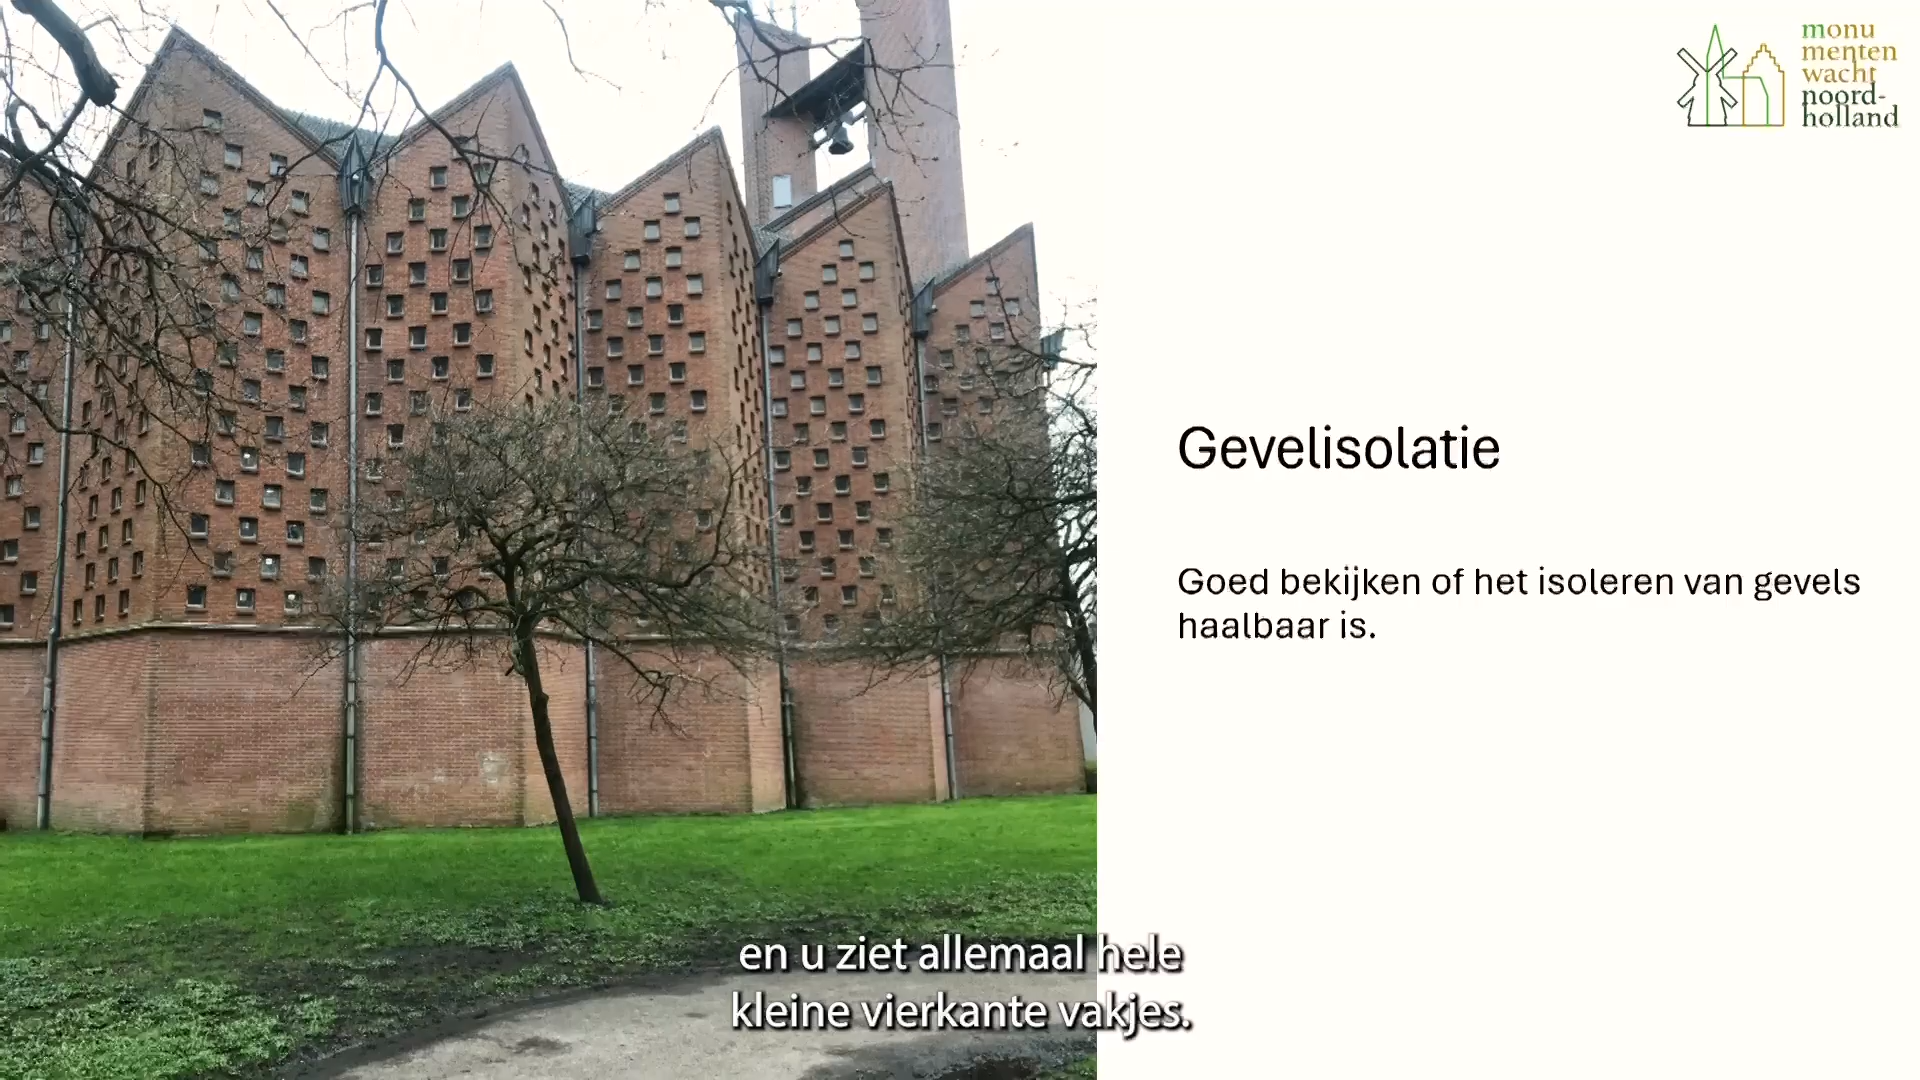 monu
menten
wacht
noord-
holland
Gevelisolatie
Goed bekijken of het isoleren van gevels
haalbaar is.
en u ziet allemaal hele
kleine vierkante vakjes.